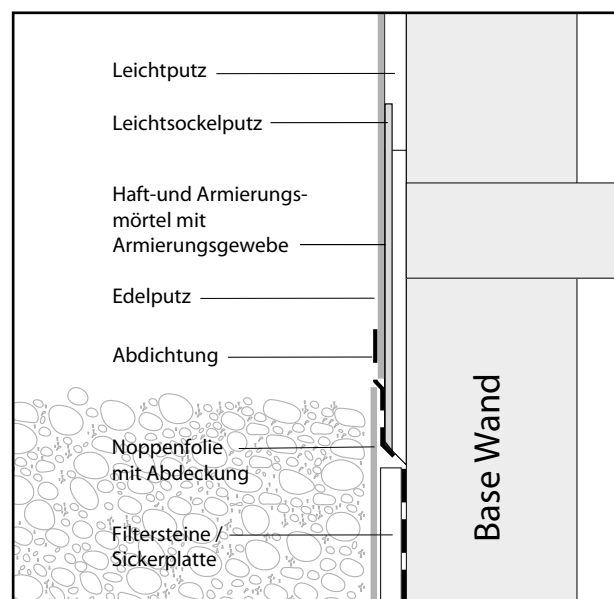 Leichtputz
Leichtsockelputz
Haft-und Armierungs-
mörtel mit
Armierungsgewebe
Edelputz
Abdichtung
Noppenfolie
mit Abdeckung
Filtersteine /
Sickerplatte
Base Wand